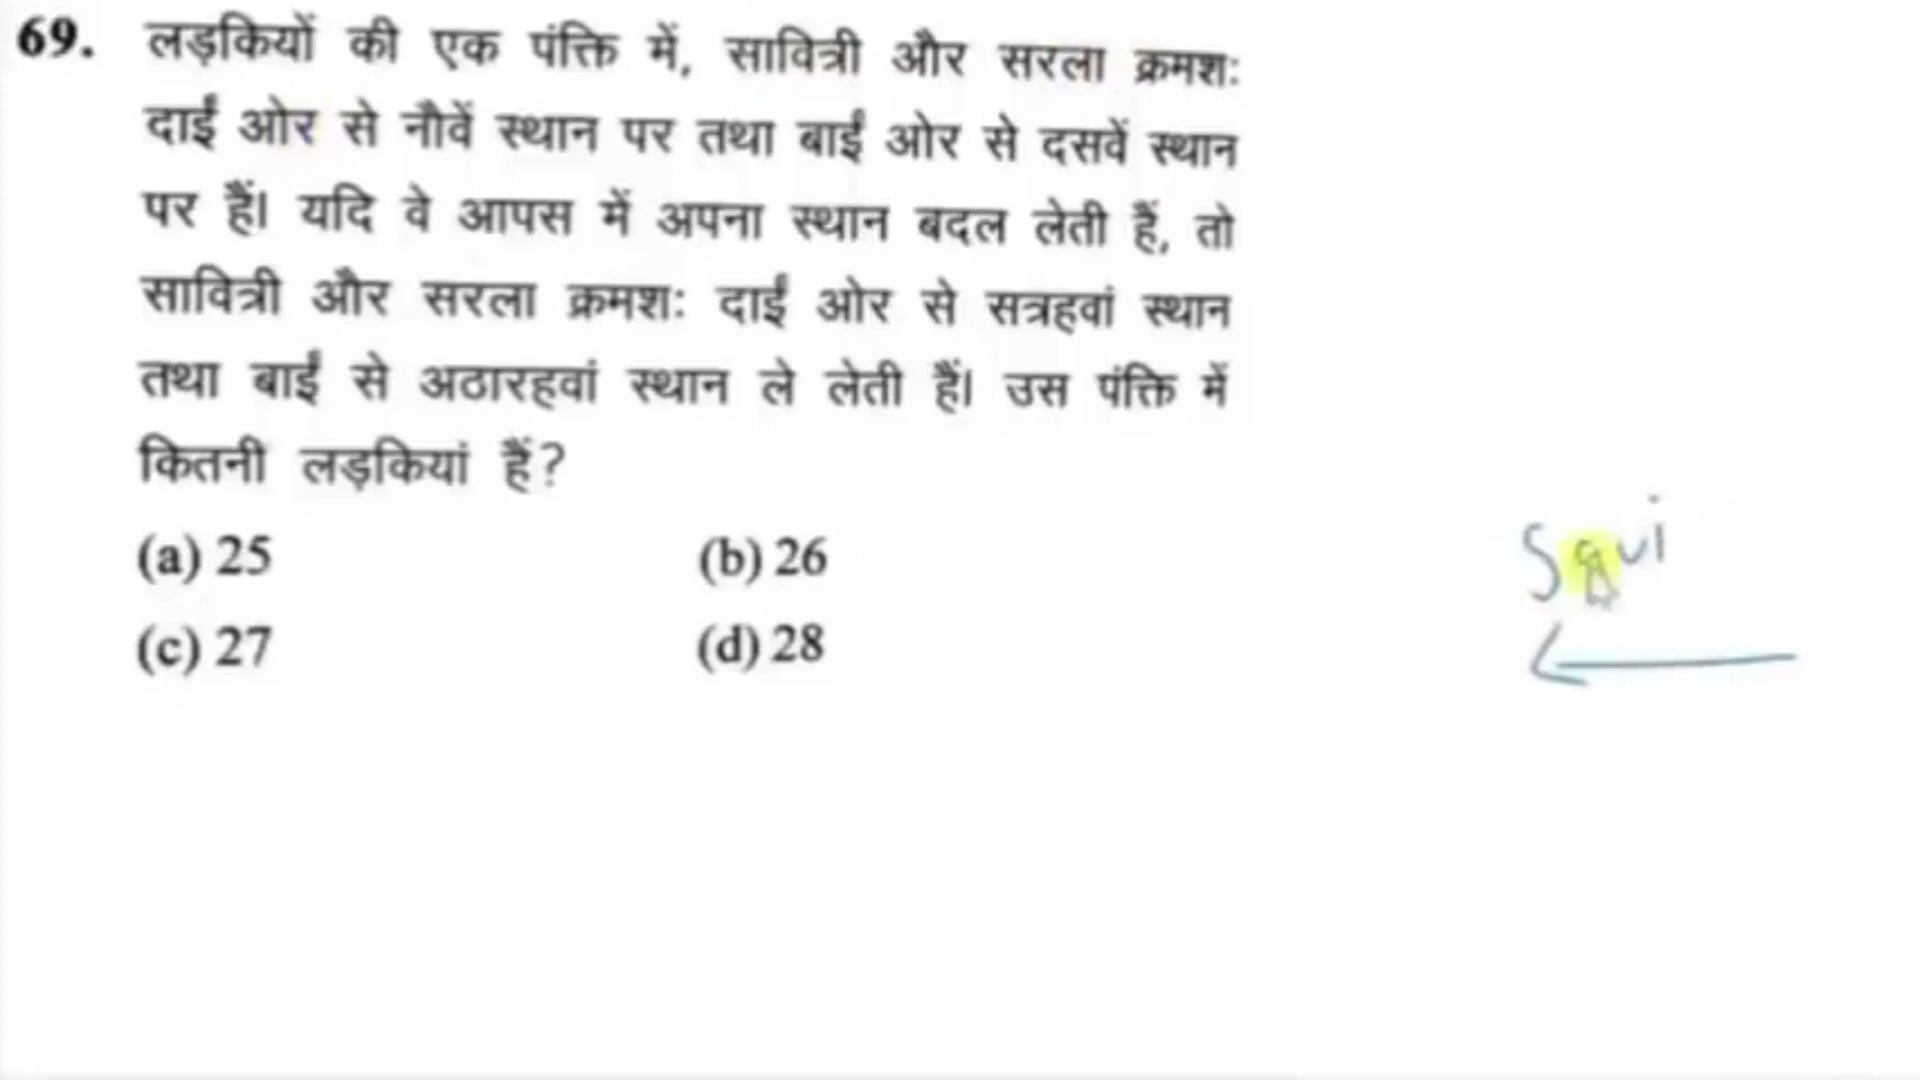 69. लड़कियों की एक पंक्ति में, सावित्री और सरला क्रमशः
दाईं ओर से नौवें स्थान पर तथा बाईं ओर से दसवें स्थान
पर हैं। यदि वे आपस में अपना स्थान बदल लेती हैं, तो
सावित्री और सरला क्रमशः दाईं ओर से सत्रहवां स्थान
तथा बाईं से अठारहवां स्थान ले लेती हैं। उस पंक्ति में
कितनी लड़कियां हैं?
(a) 25 (b) 26
(c) 27 (d) 28
Savi